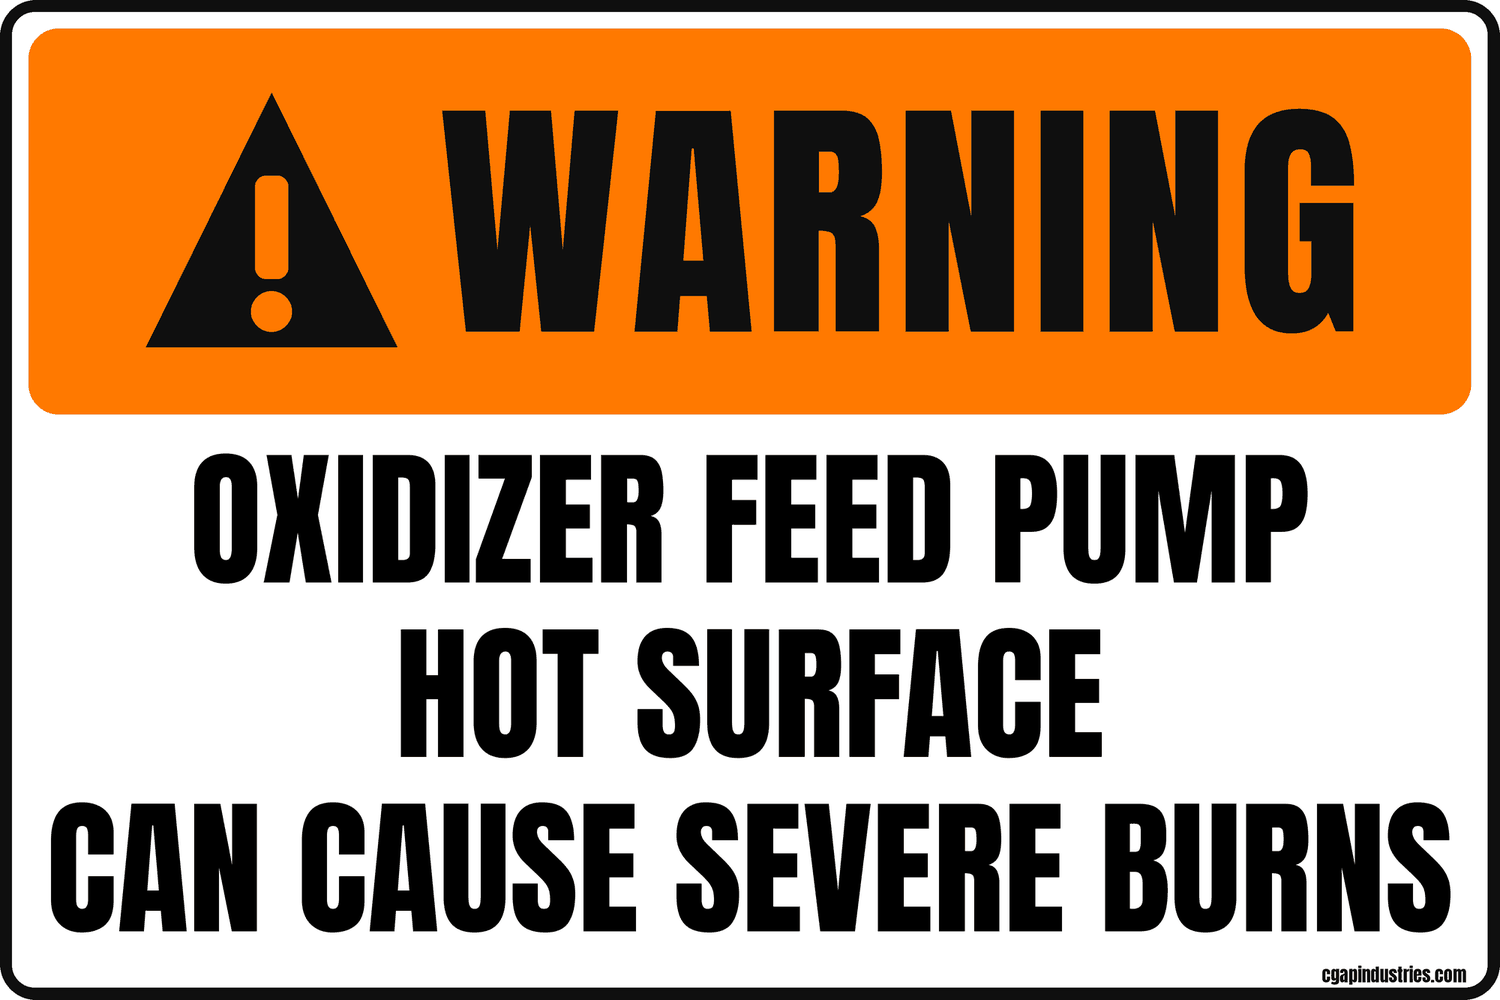 WARNING
OXIDIZER FEED PUMP
HOT SURFACE
CAN CAUSE SEVERE BURNS
cgapindustries.com